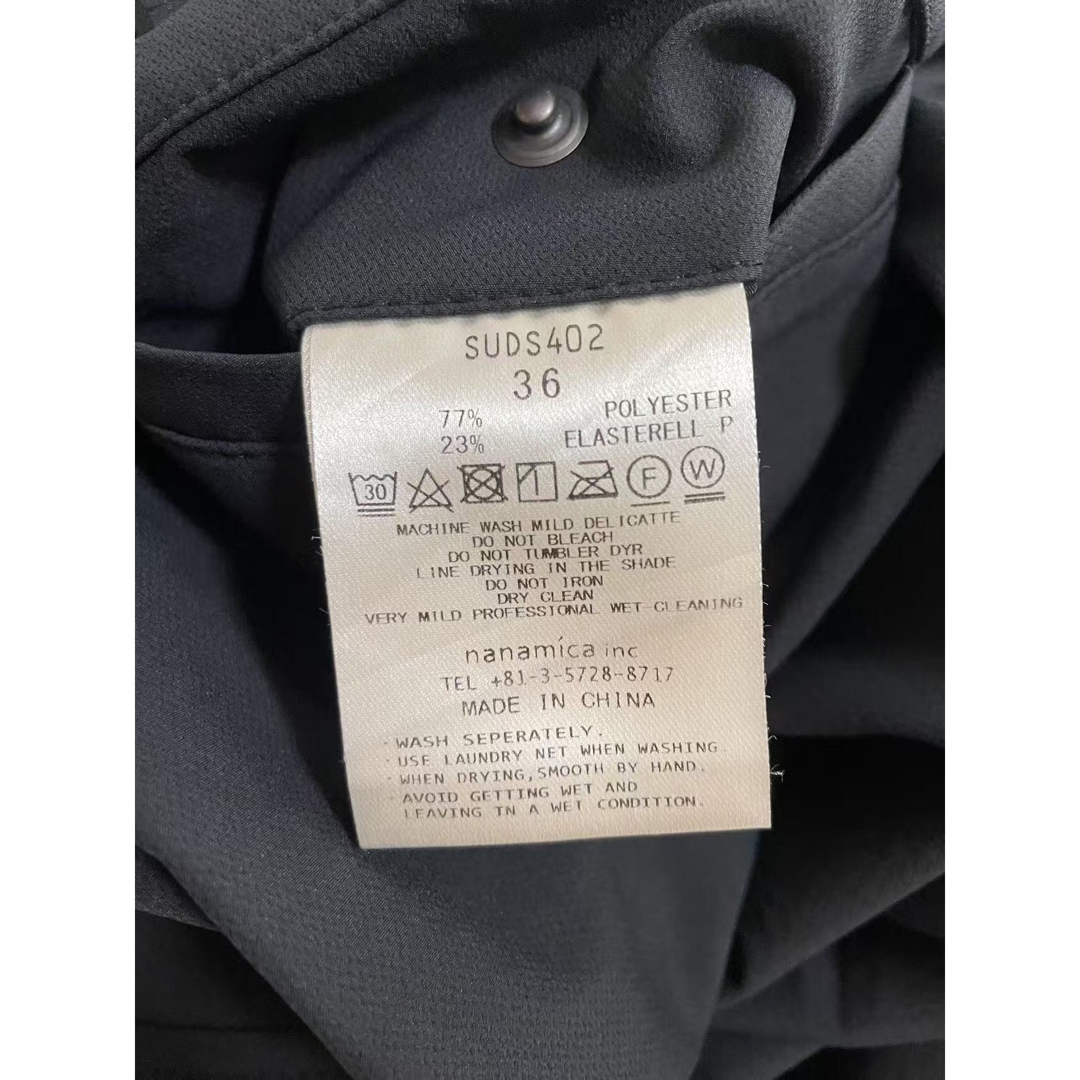 SUDS402
36
77% POLYESTER
23% ELASTERELL P
30 F W
MACHINE WASH MILD DELICATTE
DO NOT BLEACH
DO NOT TUMBLER DYR
LINE DRYING IN THE SHADE
DO NOT IRON
DRY CLEAN
VERY MILD PROFESSIONAL WET-CLEANING
nanamica inc
TEL +81-3-5728-8717
MADE IN CHINA
· WASH SEPERATELY.
· USE LAUNDRY NET WHEN WASHING.
· WHEN DRYING, SMOOTH BY HAND.
· AVOID GETTING WET AND
LEAVING IN A WET CONDITION.